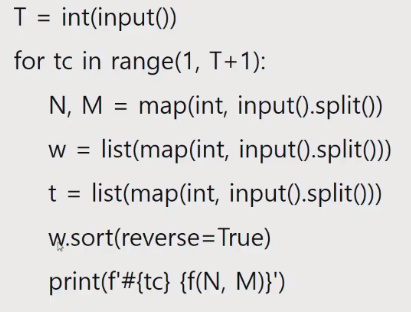 T = int(input())
for tc in range(1, T+1):
N, M = map(int, input().split())
w = list(map(int, input().split()))
t = list(map(int, input().split()))
w.sort(reverse=True)
print(f'#{tc} {f(N, M)}')